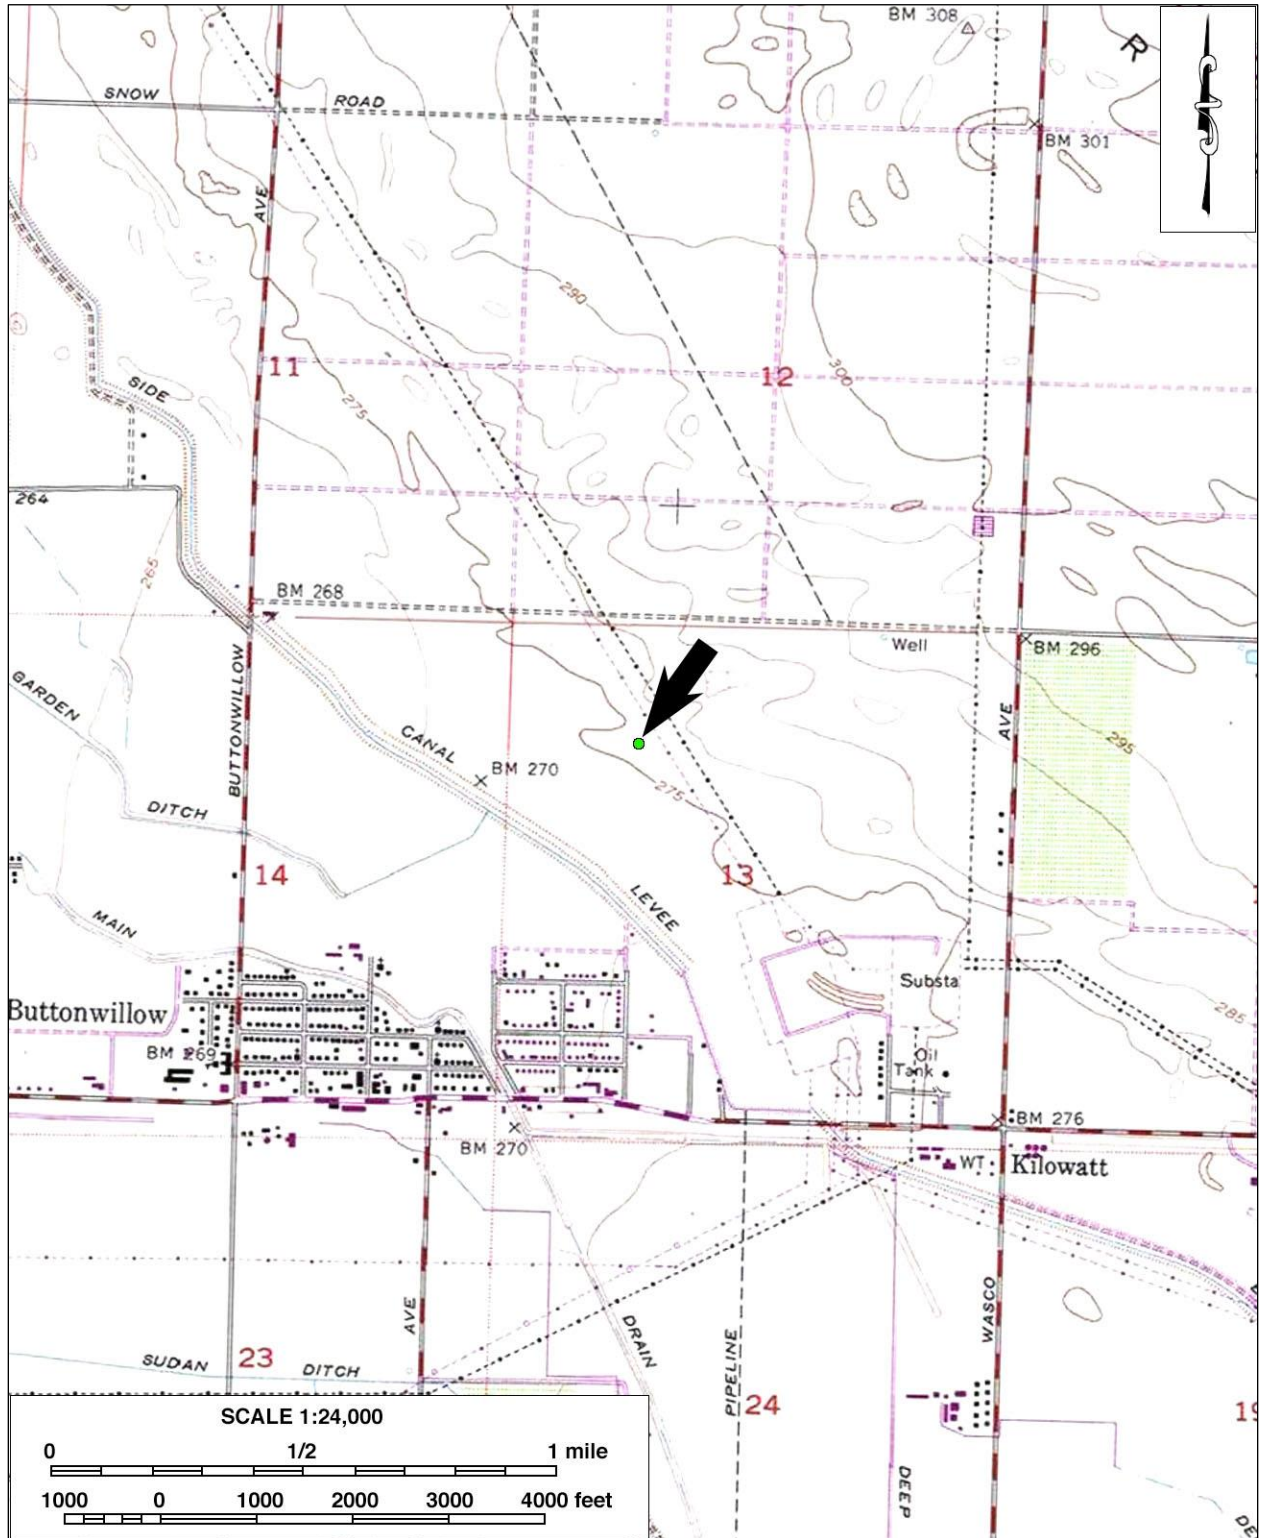 BM 308
R
SNOW ROAD
BM 301
AVE
290
11
12
300
SIDE
275
264
265
BM 268
Well
BM 296
BUTTONWILLOW
GARDEN
AVE
CANAL
295
BM 270
275
DITCH
14
13
LEVEE
MAIN
Substa
Buttonwillow
285
BM 269
Oil
Tank
BM 276
BM 270
WT
Kilowatt
AVE
DRAIN
WASCO
PIPELINE
SUDAN DITCH
23
24
19
DEEP
SCALE 1:24,000
0 1/2 1 mile
1000 0 1000 2000 3000 4000 feet